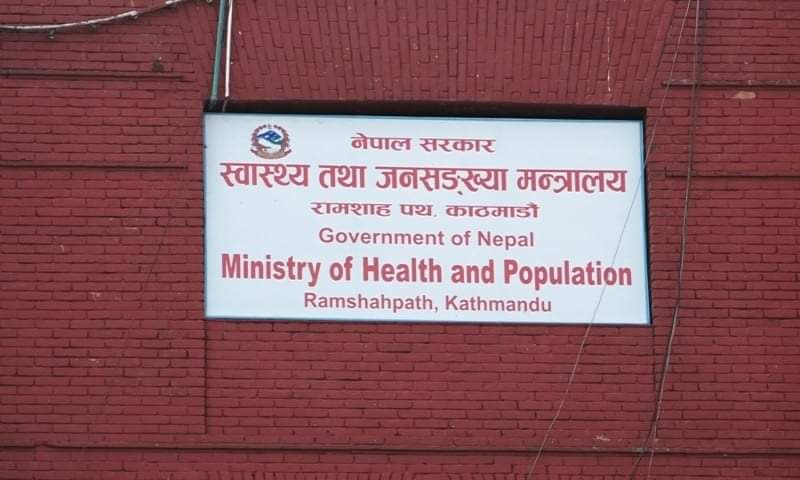 नेपाल सरकार
स्वास्थ्य तथा जनसङ्ख्या मन्त्रालय
रामशाह पथ, काठमाडौं
Government of Nepal
Ministry of Health and Population
Ramshahpath, Kathmandu